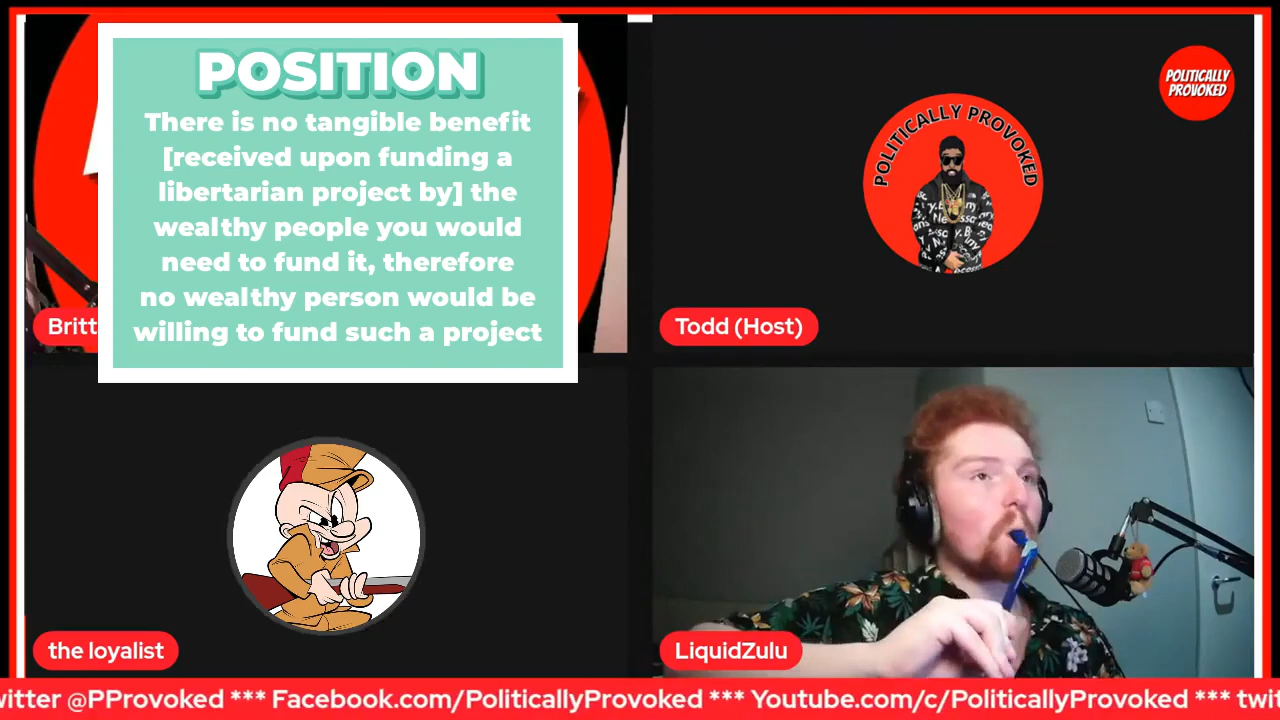 POSITION
There is no tangible benefit
[received upon funding a
libertarian project by] the
wealthy people you would
need to fund it, therefore
no wealthy person would be
willing to fund such a project
POLITICALLY
PROVOKED
POLITICALLY PROVOKED
Britt
Todd (Host)
the loyalist
LiquidZulu
witter @PProvoked *** Facebook.com/PoliticallyProvoked *** Youtube.com/c/PoliticallyProvoked *** twit